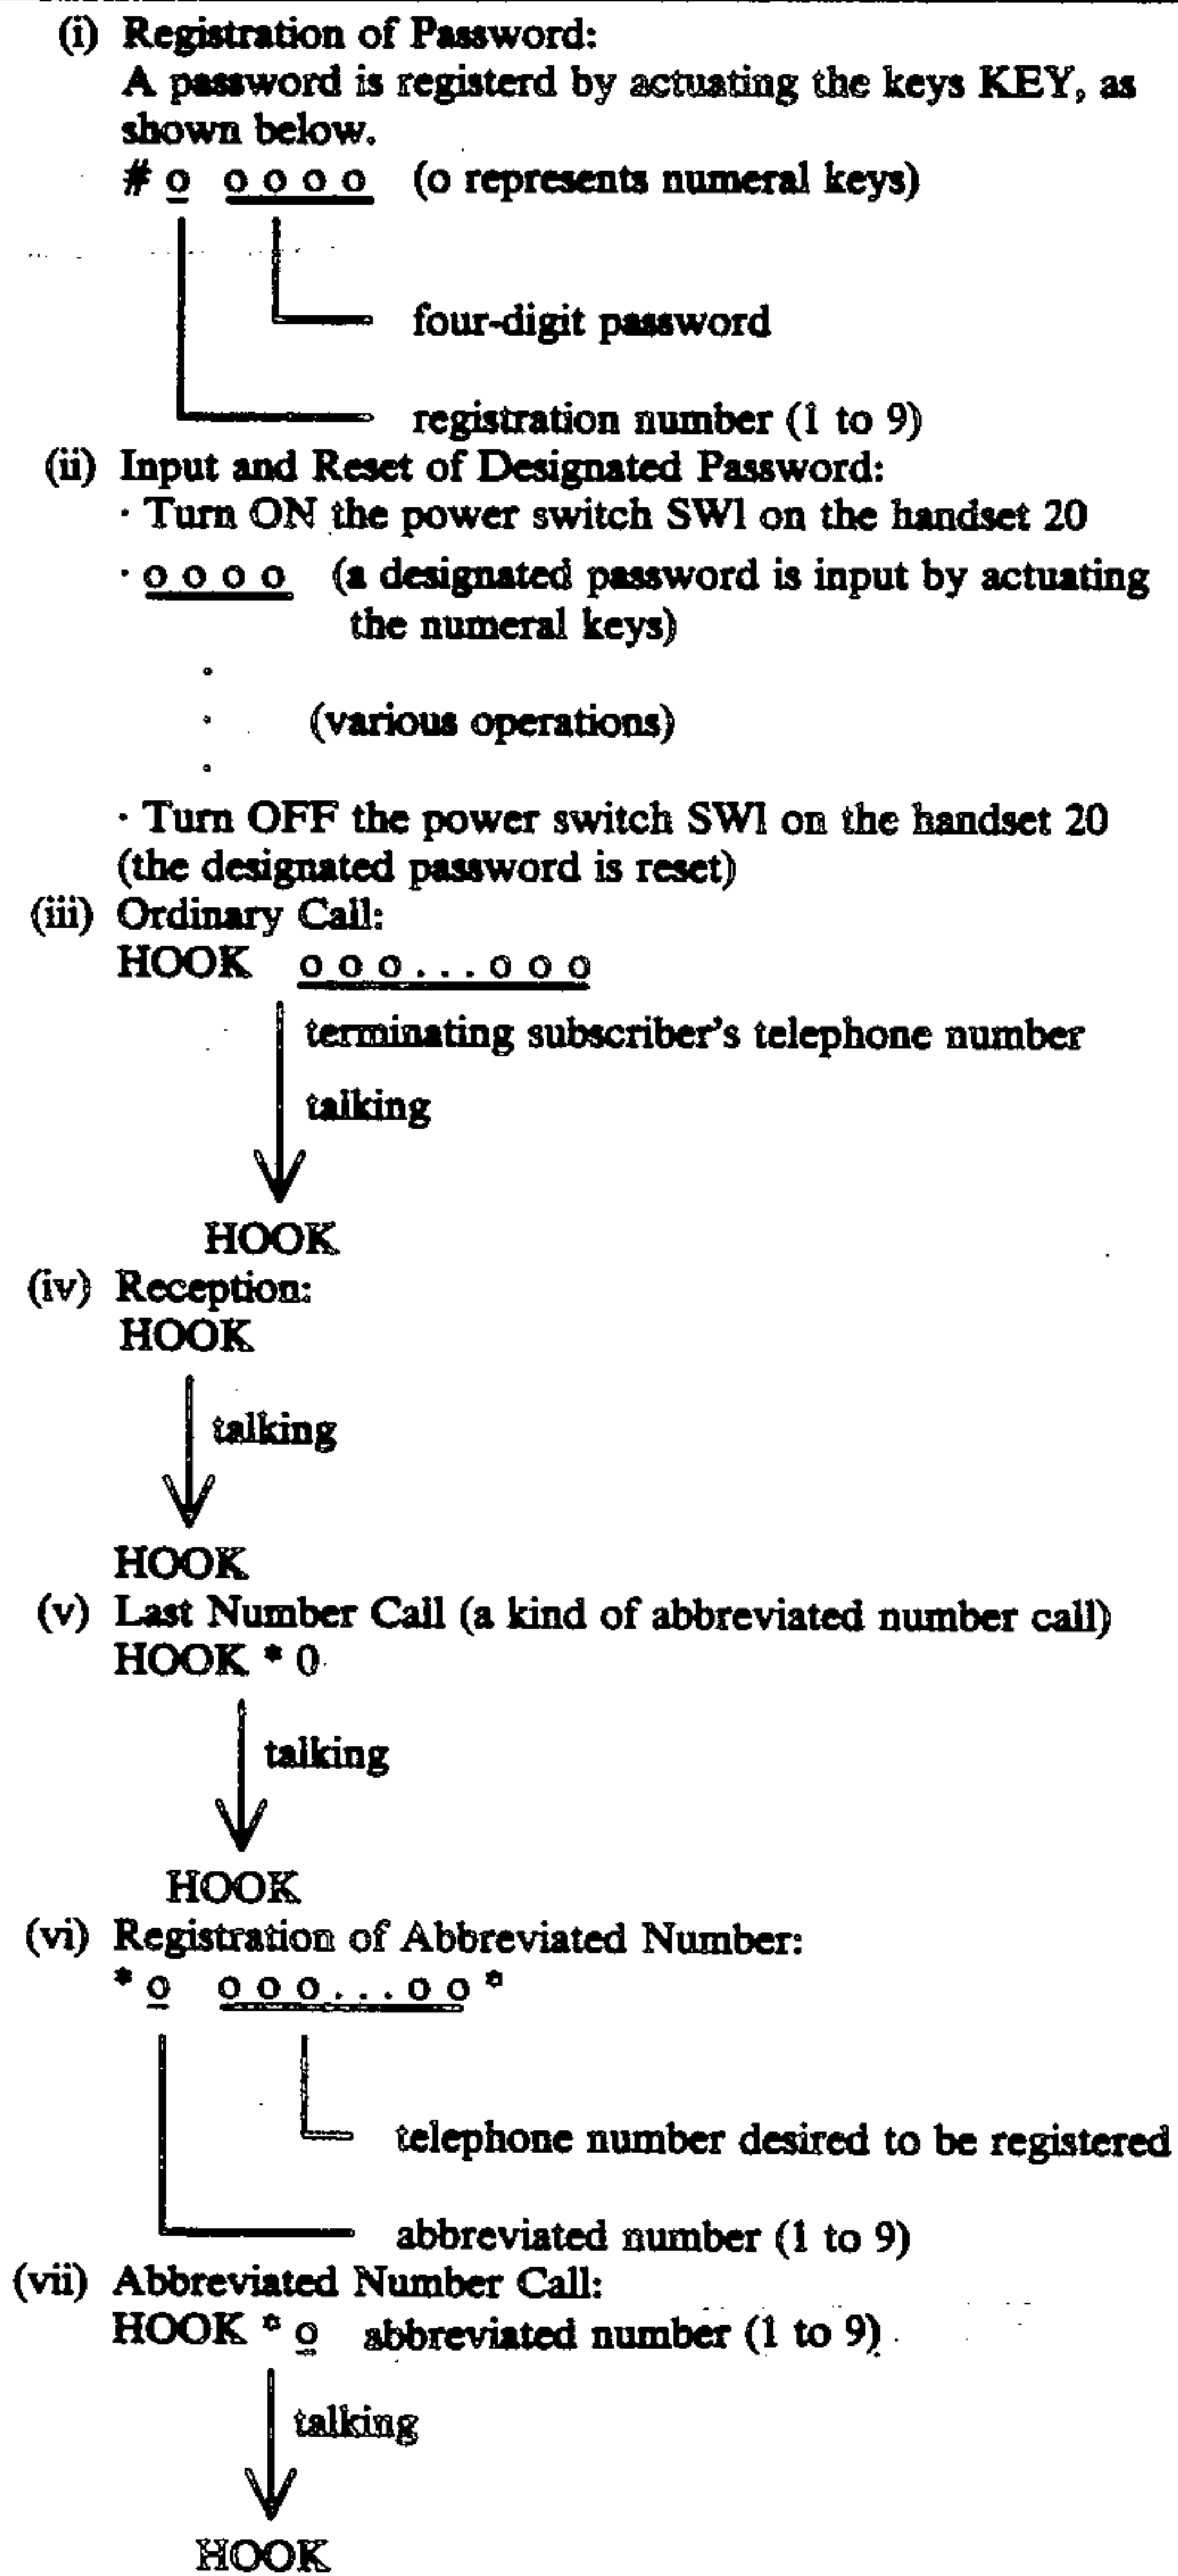 (i) Registration of Password:
A password is registerd by actuating the keys KEY, as
shown below.
# o o o o o (o represents numeral keys)
four-digit password
registration number (1 to 9)
(ii) Input and Reset of Designated Password:
· Turn ON the power switch SW1 on the handset 20
· o o o o (a designated password is input by actuating
the numeral keys)
(various operations)
· Turn OFF the power switch SW1 on the handset 20
(the designated password is reset)
(iii) Ordinary Call:
HOOK o o o . . . o o o
terminating subscriber's telephone number
talking
HOOK
(iv) Reception:
HOOK
talking
HOOK
(v) Last Number Call (a kind of abbreviated number call)
HOOK * 0
talking
HOOK
(vi) Registration of Abbreviated Number:
* o o o o . . . o o *
telephone number desired to be registered
abbreviated number (1 to 9)
(vii) Abbreviated Number Call:
HOOK * o abbreviated number (1 to 9)
talking
HOOK